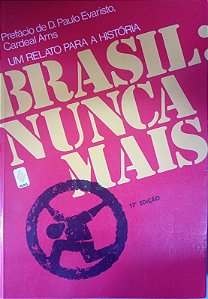 Prefácio de D. Paulo Evaristo,
Cardeal Arns
UM RELATO PARA A HISTÓRIA
BRASIL:
NUNCA
MAIS
17ª EDIÇÃO